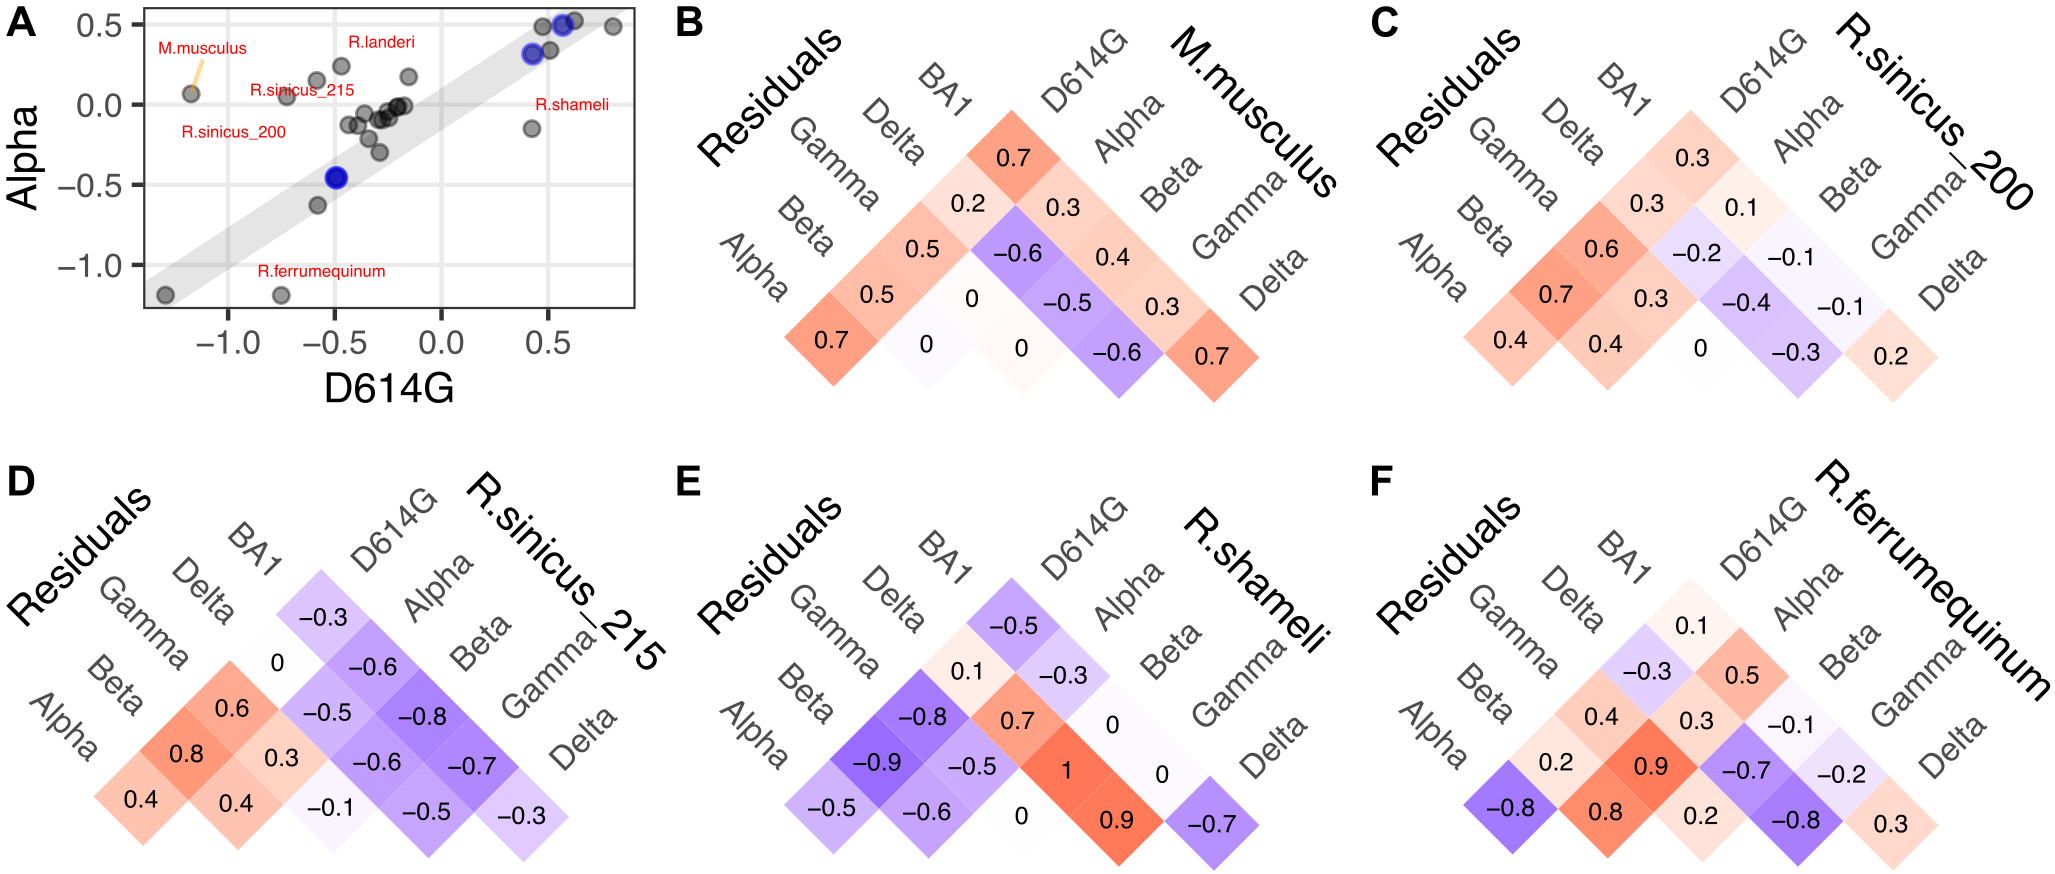 A
0.5
0.0
−0.5
−1.0
Alpha
−1.0 −0.5 0.0 0.5
D614G
M.musculus
R.landeri
R.sinicus_215
R.shameli
R.sinicus_200
R.ferrumequinum
B
Residuals
M.musculus
BA1
Delta
Gamma
Beta
Alpha
D614G
Alpha
Beta
Gamma
Delta
0.7
0.2 0.3
0.5 −0.6 0.4
0.5 0 −0.5 0.3
0.7 0 0 −0.6 0.7
C
Residuals
R.sinicus_200
BA1
Delta
Gamma
Beta
Alpha
D614G
Alpha
Beta
Gamma
Delta
0.3
0.3 0.1
0.6 −0.2 −0.1
0.7 0.3 −0.4 −0.1
0.4 0.4 0 −0.3 0.2
D
Residuals
R.sinicus_215
BA1
Delta
Gamma
Beta
Alpha
D614G
Alpha
Beta
Gamma
Delta
−0.3
0 −0.6
0.6 −0.5 −0.8
0.8 0.3 −0.6 −0.7
0.4 0.4 −0.1 −0.5 −0.3
E
Residuals
R.shameli
BA1
Delta
Gamma
Beta
Alpha
D614G
Alpha
Beta
Gamma
Delta
−0.5
0.1 −0.3
−0.8 0.7 0
−0.9 −0.5 1 0
−0.5 −0.6 0 0.9 −0.7
F
Residuals
R.ferrumequinum
BA1
Delta
Gamma
Beta
Alpha
D614G
Alpha
Beta
Gamma
Delta
0.1
−0.3 0.5
0.4 0.3 −0.1
0.2 0.9 −0.7 −0.2
−0.8 0.8 0.2 −0.8 0.3